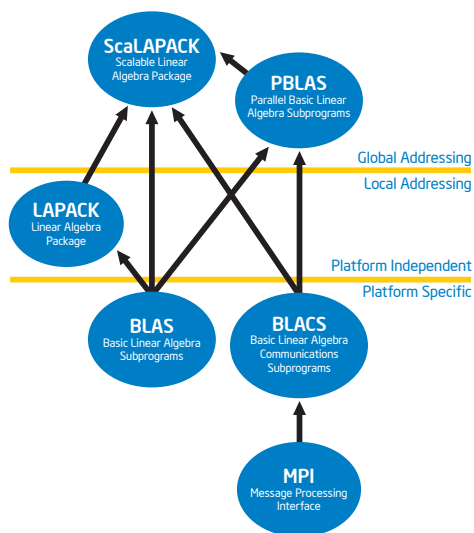 ScaLAPACK
Scalable Linear
Algebra Package
PBLAS
Parallel Basic Linear
Algebra Subprograms
Global Addressing
Local Addressing
LAPACK
Linear Algebra
Package
Platform Independent
Platform Specific
BLAS
Basic Linear Algebra
Subprograms
BLACS
Basic Linear Algebra
Communications
Subprograms
MPI
Message Processing
Interface